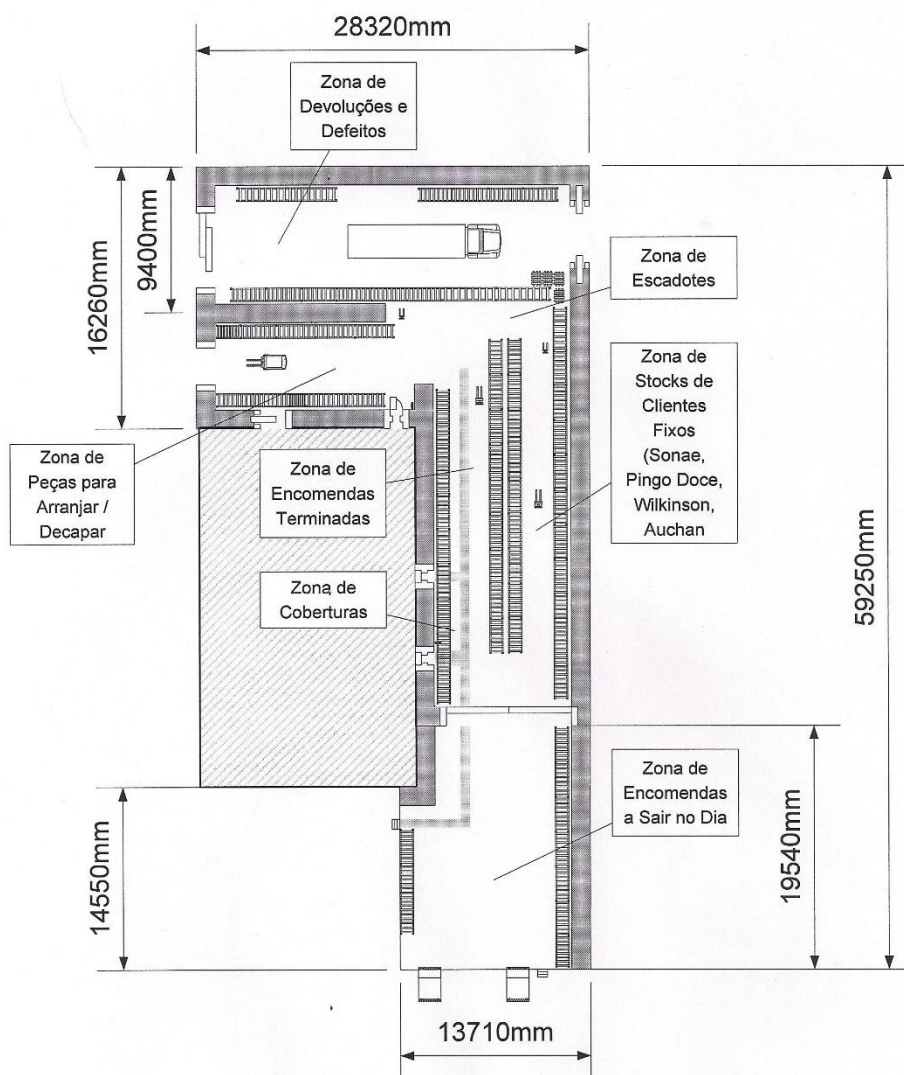 28320mm
Zona de
Devoluções e
Defeitos
16260mm
9400mm
Zona de
Escadotes
Zona de
Stocks de
Clientes
Fixos
(Sonae,
Pingo Doce,
Wilkinson,
Auchan
Zona de
Peças para
Arranjar /
Decapar
Zona de
Encomendas
Terminadas
Zona de
Coberturas
59250mm
Zona de
Encomendas
a Sair no Dia
14550mm
19540mm
13710mm